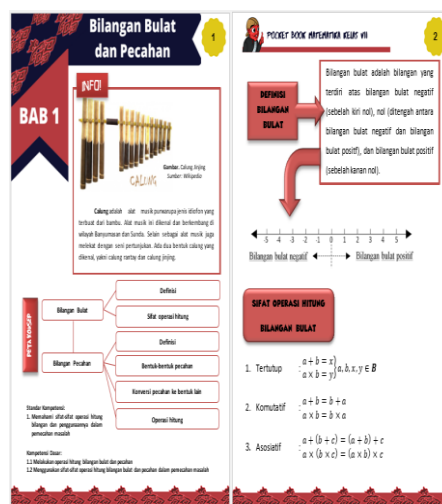 Bilangan Bulat
dan Pecahan
1
BAB 1
INFO!
Gambar. Calung Jinjing
Sumber: Wikipedia
CALUNG
Calung adalah alat musik purwarupa jenis idiofon yang
terbuat dari bambu. Alat musik ini dikenal dan berkembang di
wilayah Banyumasan dan Sunda. Selain sebagai alat musik juga
melekat dengan seni pertunjukan. Ada dua bentuk calung yang
dikenal, yakni calung rantay dan calung jinjing.
PETA KONSEP
Bilangan Bulat
Definisi
Sifat operasi hitung
Bilangan Pecahan
Definisi
Bentuk-bentuk pecahan
Konversi pecahan ke bentuk lain
Operasi hitung
Standar Kompetensi:
1. Memahami sifat-sifat operasi hitung
bilangan dan penggunaannya dalam
pemecahan masalah
Kompetensi Dasar:
1.1 Melakukan operasi hitung bilangan bulat dan pecahan
1.2 Menggunakan sifat-sifat operasi hitung bilangan bulat dan pecahan dalam pemecahan masalah
POCKET BOOK MATEMATIKA KELAS VII
2
DEFINISI
BILANGAN
BULAT
Bilangan bulat adalah bilangan yang
terdiri atas bilangan bulat negatif
(sebelah kiri nol), nol (ditengah antara
bilangan bulat negatif dan bilangan
bulat positf), dan bilangan bulat positif
(sebelah kanan nol).
-5 -4 -3 -2 -1 0 1 2 3 4 5
Bilangan bulat negatif Bilangan bulat positif
SIFAT OPERASI HITUNG
BILANGAN BULAT
1. Tertutup : a + b = x
a × b = y} a, b, x, y ∈ B
2. Komutatif : a + b = b + a
a × b = b × a
3. Asosiatif : a + (b + c) = (a + b) + c
a × (b × c) = (a × b) × c